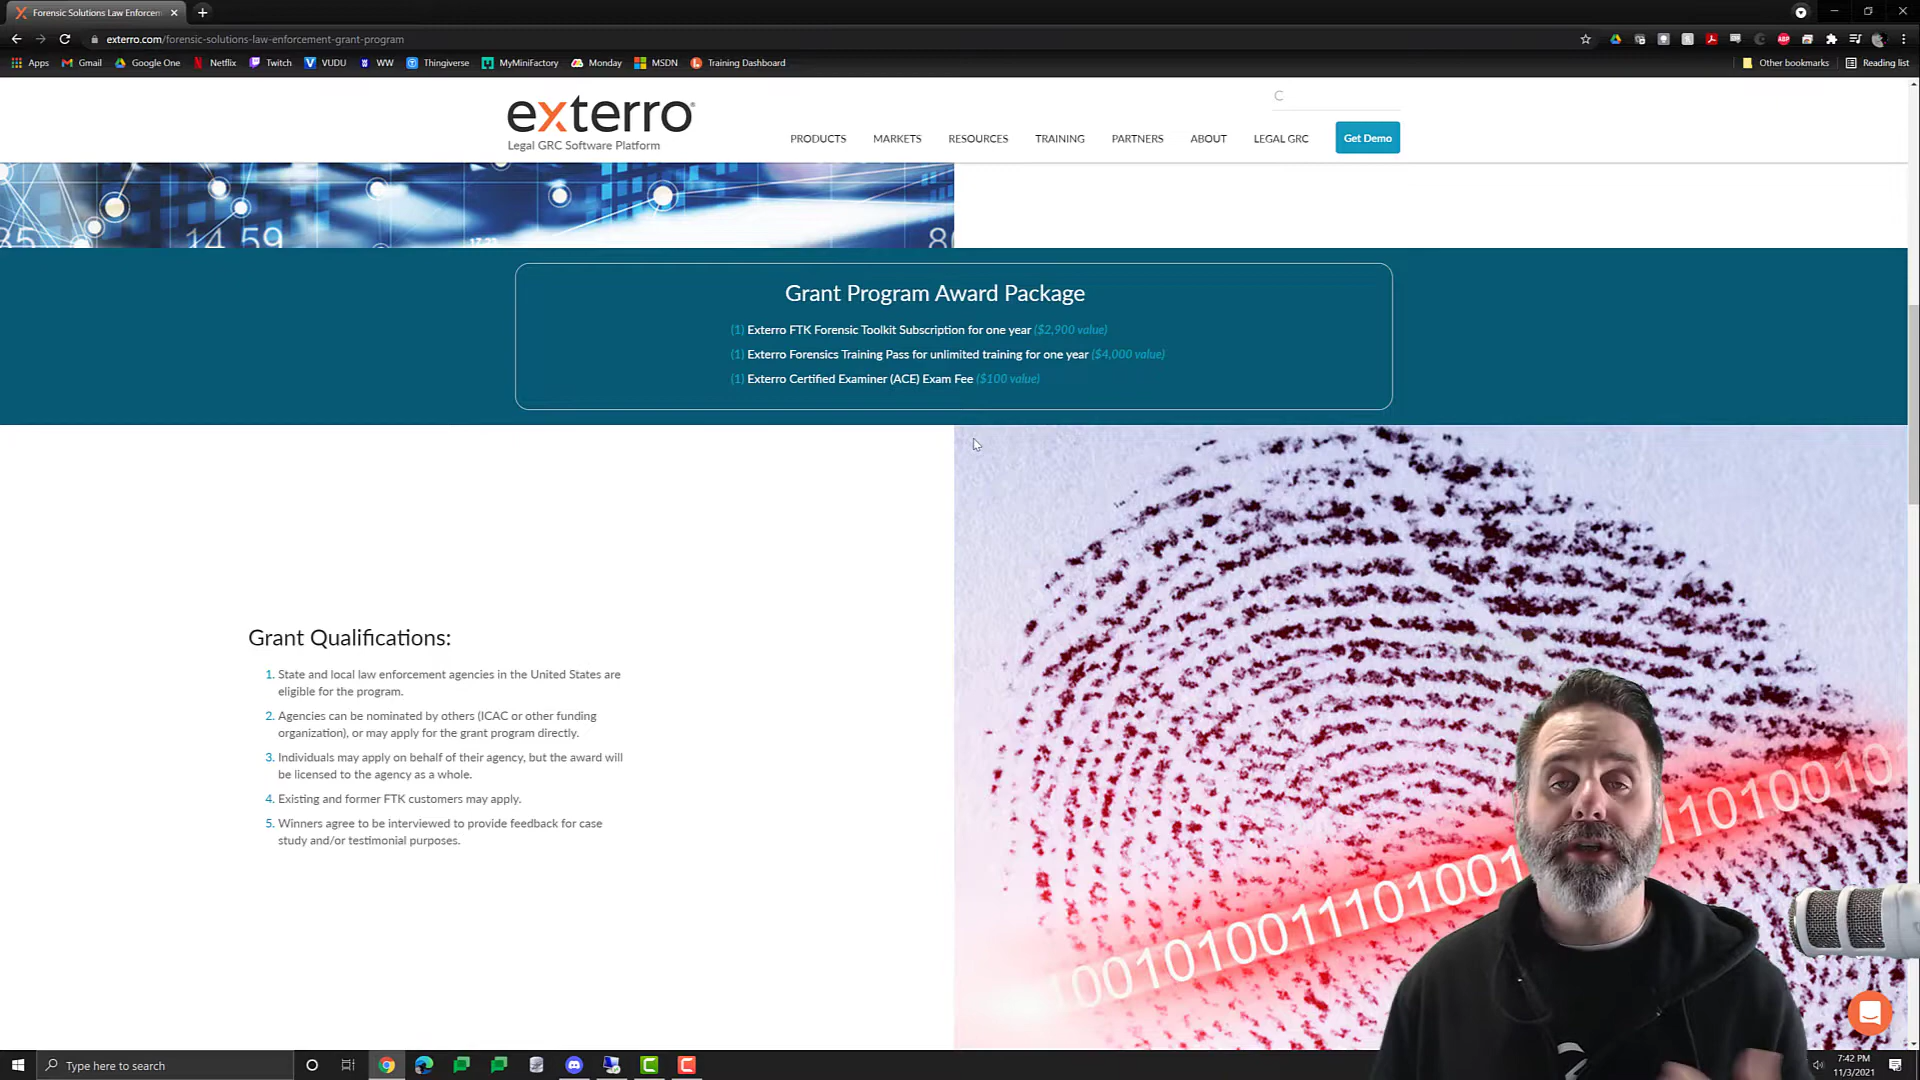 Forensic Solutions Law Enforcem
exterro.com/forensic-solutions-law-enforcement-grant-program
Apps Gmail Google One Netflix Twitch VUDU WW Thingiverse MyMiniFactory Monday MSDN Training Dashboard Other bookmarks Reading list
exterro
Legal GRC Software Platform
PRODUCTS MARKETS RESOURCES TRAINING PARTNERS ABOUT LEGAL GRC Get Demo
14 59
Grant Program Award Package
(1) Exterro FTK Forensic Toolkit Subscription for one year ($2,900 value)
(1) Exterro Forensics Training Pass for unlimited training for one year ($4,000 value)
(1) Exterro Certified Examiner (ACE) Exam Fee ($100 value)
Grant Qualifications:
1. State and local law enforcement agencies in the United States are
eligible for the program.
2. Agencies can be nominated by others (ICAC or other funding
organization), or may apply for the grant program directly.
3. Individuals may apply on behalf of their agency, but the award will
be licensed to the agency as a whole.
4. Existing and former FTK customers may apply.
5. Winners agree to be interviewed to provide feedback for case
study and/or testimonial purposes.
Type here to search
7:42 PM
11/3/2021